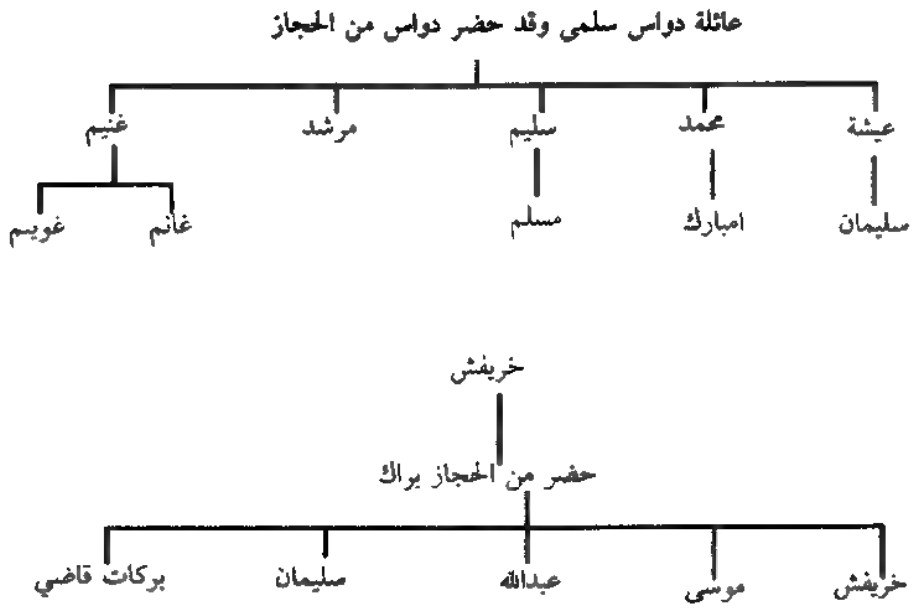 عائلة دواس سلمي وقد حضر دواس من الحجاز
عيشة محمد سليم مرشد غنيم
سليمان امبارك مسلم غانم غويىم
خريفش
حضر من الحجاز براك
خريفش موسى عبدالله سليمان بركات قاضي